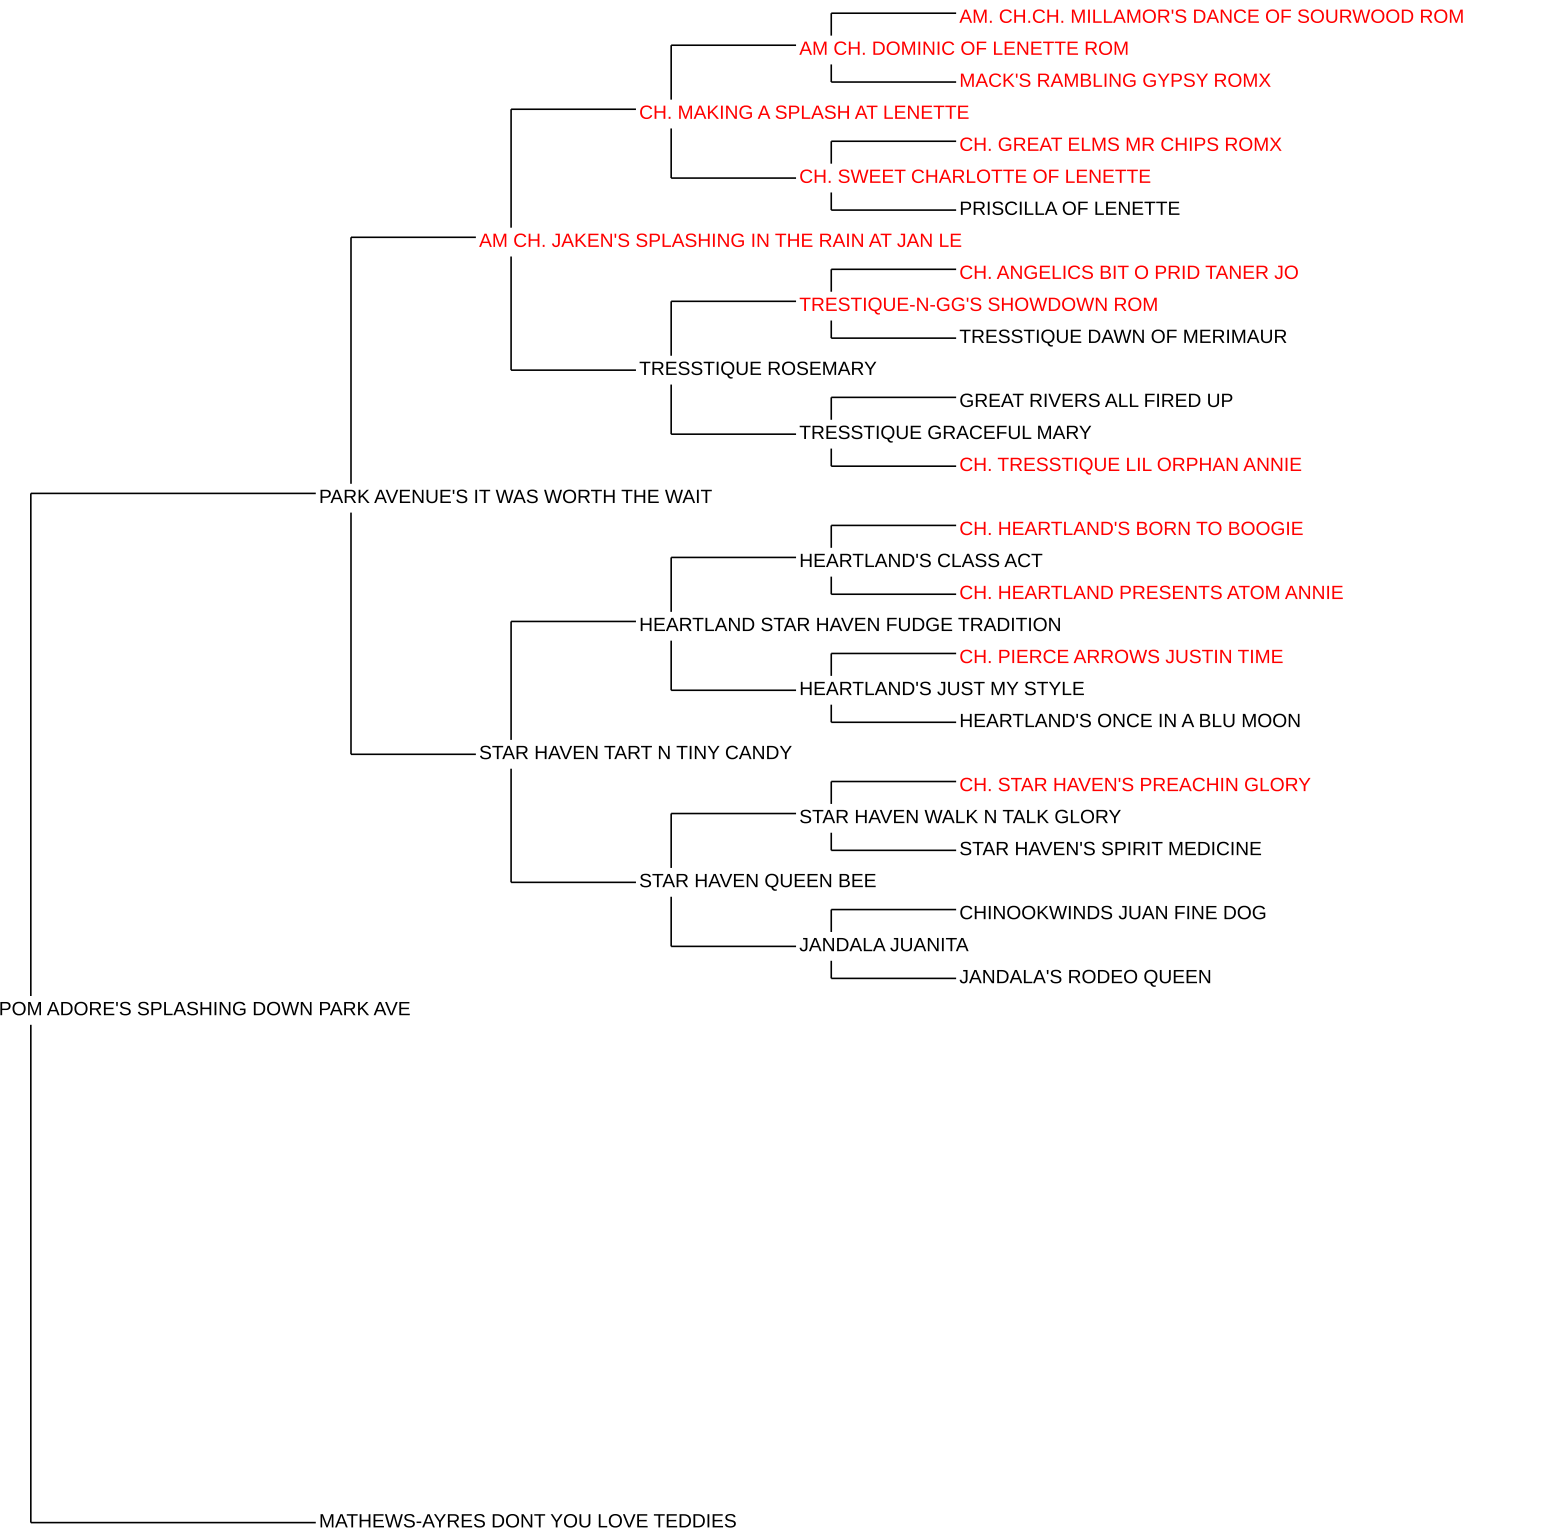 AM. CH.CH. MILLAMOR'S DANCE OF SOURWOOD ROM
AM CH. DOMINIC OF LENETTE ROM
MACK'S RAMBLING GYPSY ROMX
CH. MAKING A SPLASH AT LENETTE
CH. GREAT ELMS MR CHIPS ROMX
CH. SWEET CHARLOTTE OF LENETTE
PRISCILLA OF LENETTE
AM CH. JAKEN'S SPLASHING IN THE RAIN AT JAN LE
CH. ANGELICS BIT O PRID TANER JO
TRESTIQUE-N-GG'S SHOWDOWN ROM
TRESSTIQUE DAWN OF MERIMAUR
TRESSTIQUE ROSEMARY
GREAT RIVERS ALL FIRED UP
TRESSTIQUE GRACEFUL MARY
CH. TRESSTIQUE LIL ORPHAN ANNIE
PARK AVENUE'S IT WAS WORTH THE WAIT
CH. HEARTLAND'S BORN TO BOOGIE
HEARTLAND'S CLASS ACT
CH. HEARTLAND PRESENTS ATOM ANNIE
HEARTLAND STAR HAVEN FUDGE TRADITION
CH. PIERCE ARROWS JUSTIN TIME
HEARTLAND'S JUST MY STYLE
HEARTLAND'S ONCE IN A BLU MOON
STAR HAVEN TART N TINY CANDY
CH. STAR HAVEN'S PREACHIN GLORY
STAR HAVEN WALK N TALK GLORY
STAR HAVEN'S SPIRIT MEDICINE
STAR HAVEN QUEEN BEE
CHINOOKWINDS JUAN FINE DOG
JANDALA JUANITA
JANDALA'S RODEO QUEEN
POM ADORE'S SPLASHING DOWN PARK AVE
MATHEWS-AYRES DONT YOU LOVE TEDDIES